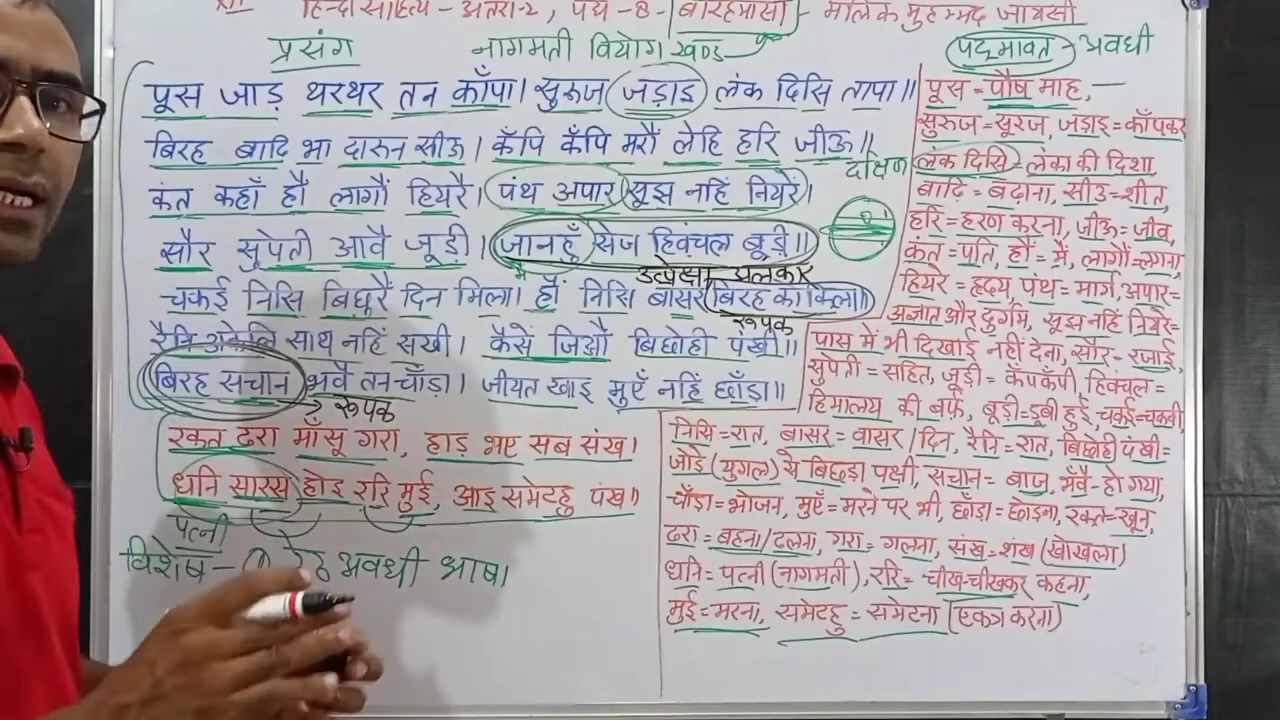 XII हिन्दी साहित्य - अंतरा-2, पद्य -8- बारहमासा - मलिक मुहम्मद जायसी
प्रसंग नागमती वियोग खण्ड पद्मावत - अवधी
पूस जाड़ थरथर तन काँपा। सुरुज जड़ाइ लंक दिसि तापा॥
बिरह बाढ़ि भा दारुन सीऊ। कँपि कँपि मरौं लेहि हरि जीऊ॥
कंत कहाँ हौं लागौं हियरें। पंथ अपार सूझ नहिं नियरें।
दक्षिण
सौर सुपेती आवै जूड़ी। जानहुँ सेज हिवंचल बूड़ी॥
उत्प्रेक्षा अलंकार
चकई निसि बिछुरैं दिन मिला। हौं निसि बासर बिरह कोकिला॥
रूपक
रैनि अकेलि साथ नहिं सखी। कैसें जिऔं बिछोही पंखी॥
बिरह सचान भँवै तन चाँड़ा। जीयत खाइ मुएँ नहिं छाँड़ा॥
रूपक
रकत ढरा माँसू गरा, हाड़ भए सब संख।
धनि सारस होइ ररि मुई, आइ समेटहु पंख॥
पत्नी
विशेष - ① ठेठ अवधी भाषा
पूस = पौष माह, —
सुरुज = सूरज, जड़ाइ = काँपकर
लंक दिसि = लंका की दिशा,
बाढ़ि = बढ़ाना, सीउ = शीत,
हरि = हरण करना, जीऊ = जीव,
कंत = पति, हौं = मैं, लागौं = लगना,
हियरे = हृदय, पंथ - मार्ग, अपार =
अज्ञात और दुर्गम, सूझ नहिं नियरे =
पास में भी दिखाई नहीं देना, सौर = रजाई,
सुपेती = सहित, जूड़ी = कँपकँपी, हिवंचल =
हिमालय की बर्फ, बूड़ी = डूबी हुई, चकई = चकवी,
निसि = रात, बासर = वासर / दिन, रैनि = रात, बिछोही पंखी =
जोड़े (युगल) से बिछड़ा पक्षी, सचान = बाज, भँवै - हो गया,
चाँड़ा = भोजन, मुएँ = मरने पर भी, छाँड़ा = छोड़ना, रकत = खून,
ढरा = बहना / ढलना, गरा = गलना, संख = शंख (खोखला)
धनि = पत्नी (नागमती), ररि = चीख-चीखकर कहना,
मुई = मरना, समेटहु = समेटना (एकत्र करना)